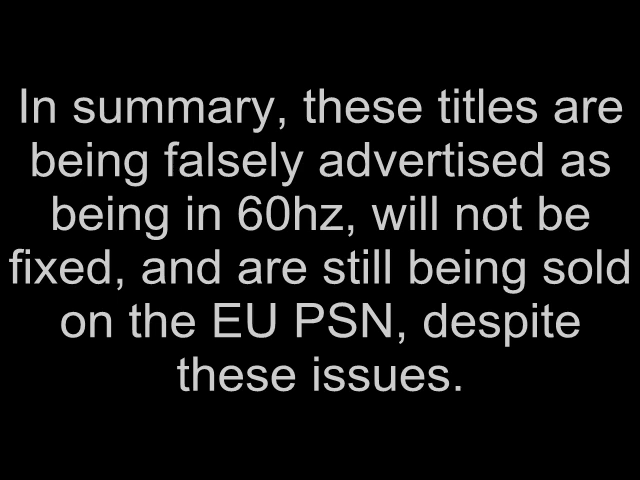 In summary, these titles are
being falsely advertised as
being in 60hz, will not be
fixed, and are still being sold
on the EU PSN, despite
these issues.